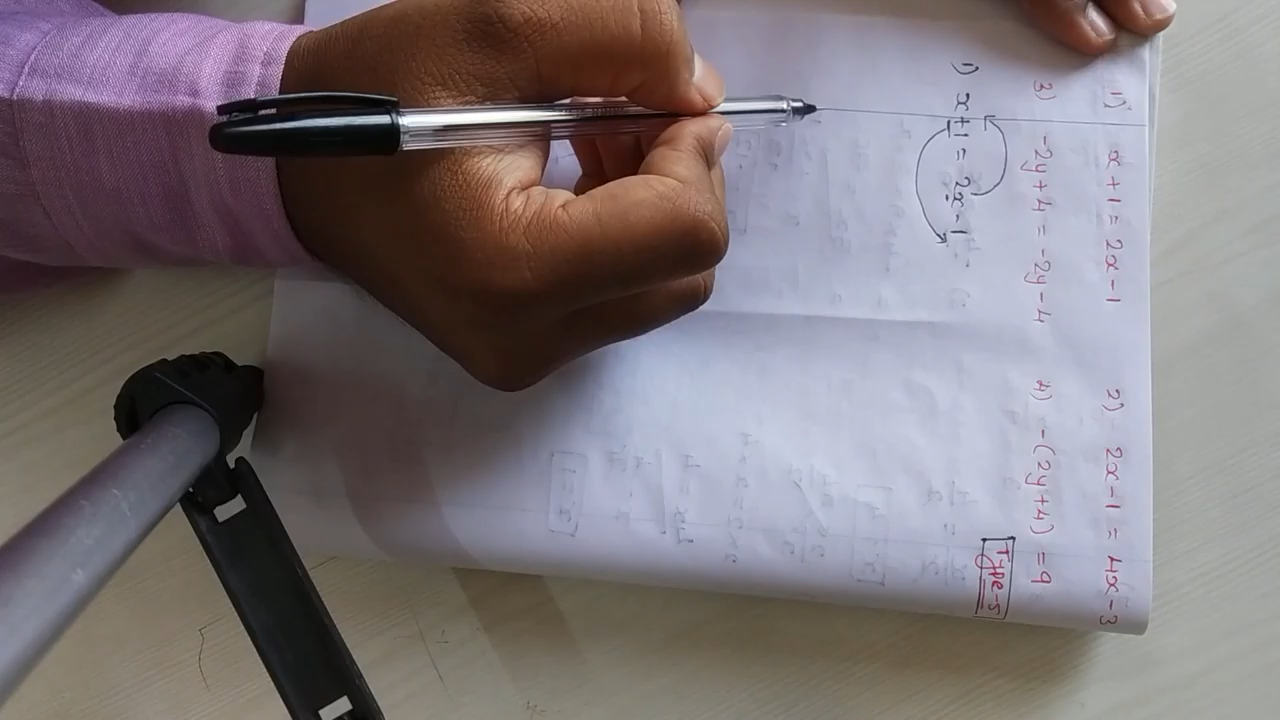 1) x + 1 = 2x - 1 2) 2x - 1 = 4x - 3
3) -2y + 4 = -2y - 4 4) -(2y+4) = 9
Type-5
1) x + 1 = 2x - 1